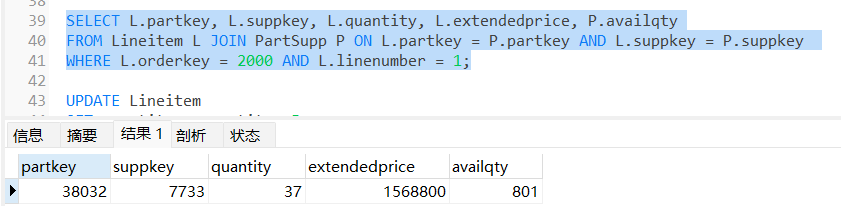 38
39 SELECT L.partkey, L.suppkey, L.quantity, L.extendedprice, P.availqty
40 FROM Lineitem L JOIN PartSupp P ON L.partkey = P.partkey AND L.suppkey = P.suppkey
41 WHERE L.orderkey = 2000 AND L.linenumber = 1;
42
43 UPDATE Lineitem
信息 摘要 结果 1 剖析 状态
partkey suppkey quantity extendedprice availqty
38032 7733 37 1568800 801